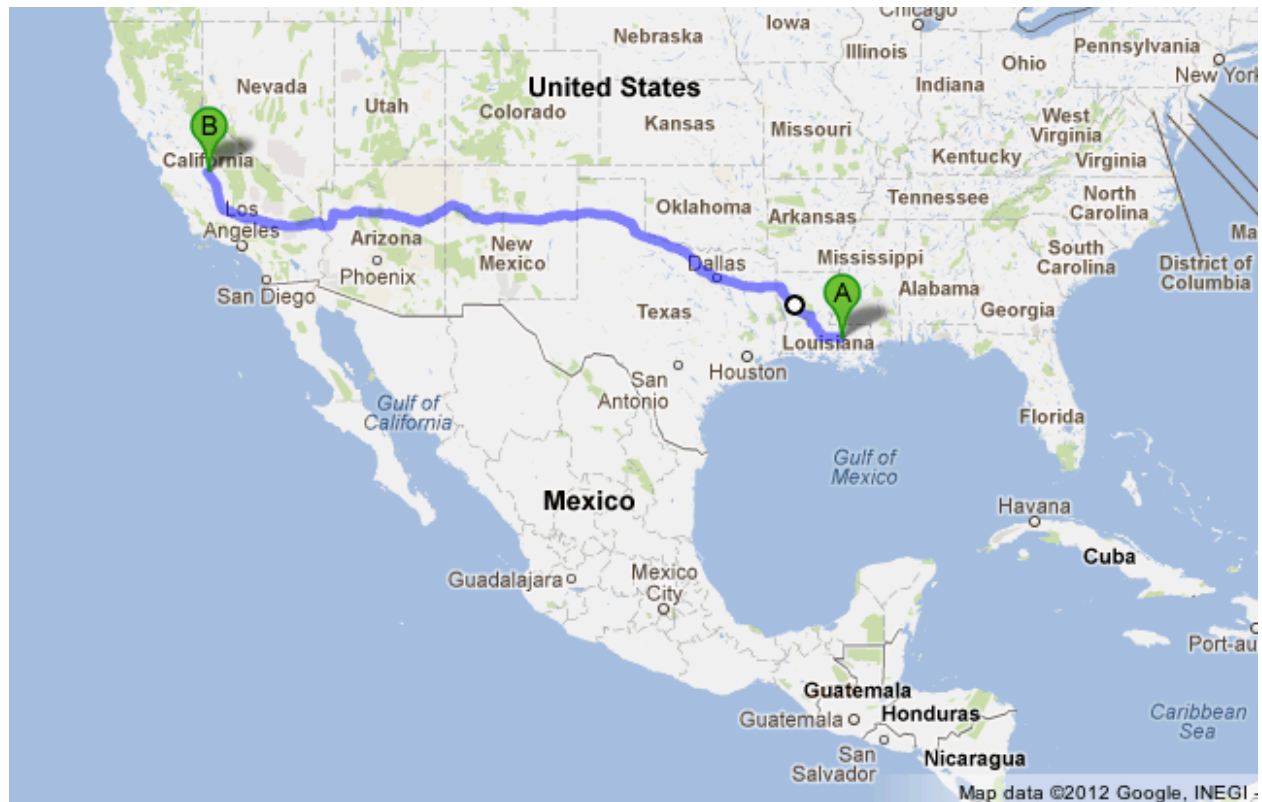 Chicago
Iowa
Nebraska
Pennsylvania
Illinois
Ohio
New York
Nevada
United States
Indiana
Utah
Colorado
Kansas
Missouri
West
Virginia
B
California
Kentucky
Virginia
Tennessee
North
Carolina
Oklahoma
Arkansas
Los
Angeles
Arizona
New
Mexico
Ma
South
Carolina
Mississippi
Dallas
District of
Columbia
Phoenix
A
Alabama
San Diego
Georgia
Texas
Louisiana
Houston
San
Antonio
Gulf of
California
Florida
Gulf of
Mexico
Mexico
Havana
Cuba
Guadalajara
Mexico
City
Port-au
Guatemala
Honduras
Guatemala
Caribbean
Sea
San
Salvador
Nicaragua
Map data ©2012 Google, INEGI -